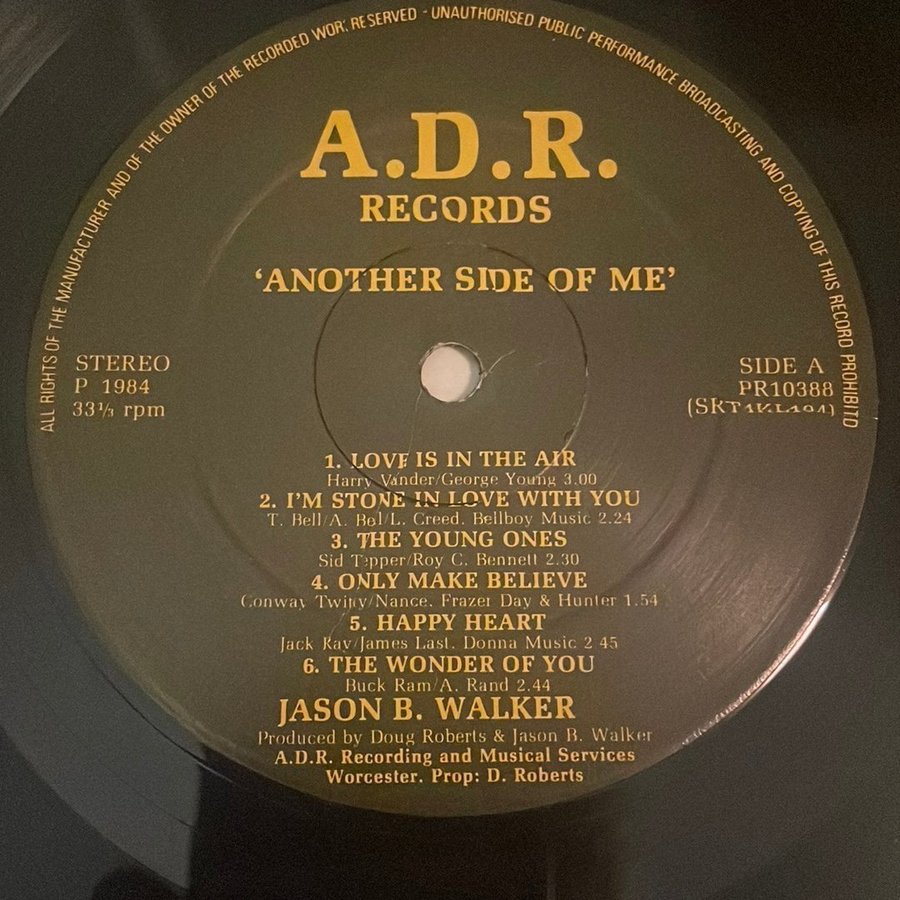 ALL RIGHTS OF THE MANUFACTURER AND OF THE OWNER OF THE RECORDED WORK RESERVED - UNAUTHORISED PUBLIC PERFORMANCE BROADCASTING AND COPYING OF THIS RECORD PROHIBITD
A.D.R.
RECORDS
'ANOTHER SIDE OF ME'
STEREO
P 1984
33⅓ rpm
SIDE A
PR10388
1. LOVE IS IN THE AIR
Harry Vander/George Young 3.00
2. I'M STONE IN LOVE WITH YOU
T. Bell/A. Bell/L. Creed. Bellboy Music 2.24
3. THE YOUNG ONES
Sid Tepper/Roy C. Bennett 2.30
4. ONLY MAKE BELIEVE
Conway Twitty/Nance. Frazer Day & Hunter 1.54
5. HAPPY HEART
Jack Kay/James Last. Donna Music 2 45
6. THE WONDER OF YOU
Buck Ram/A. Rand 2.44
JASON B. WALKER
Produced by Doug Roberts & Jason B. Walker
A.D.R. Recording and Musical Services
Worcester. Prop: D. Roberts